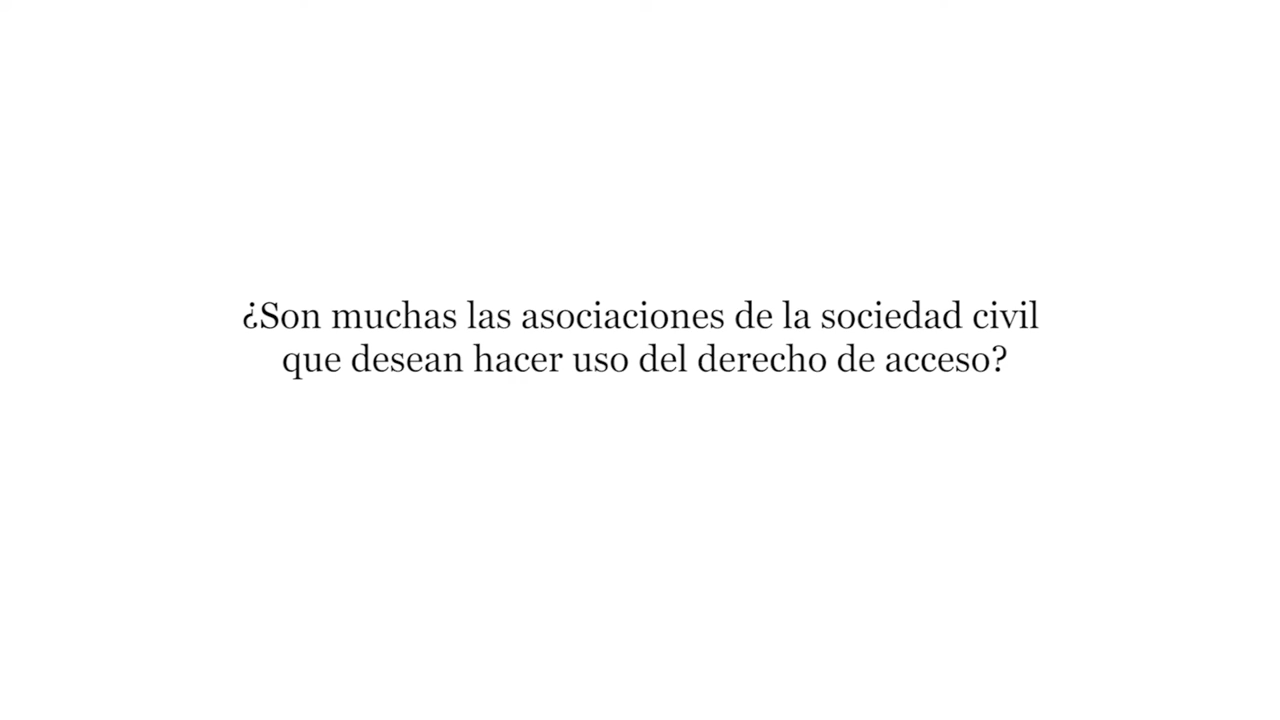 ¿Son muchas las asociaciones de la sociedad civil
que desean hacer uso del derecho de acceso?